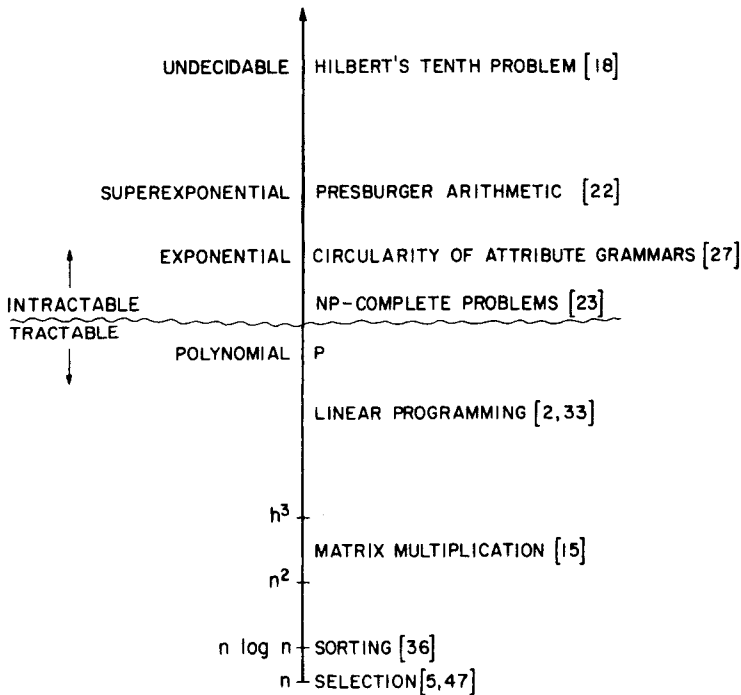 UNDECIDABLE HILBERT'S TENTH PROBLEM [18]
SUPEREXPONENTIAL PRESBURGER ARITHMETIC [22]
EXPONENTIAL CIRCULARITY OF ATTRIBUTE GRAMMARS [27]
INTRACTABLE NP-COMPLETE PROBLEMS [23]
TRACTABLE
POLYNOMIAL P
LINEAR PROGRAMMING [2,33]
h³
MATRIX MULTIPLICATION [15]
n²
n log n SORTING [36]
n SELECTION [5,47]